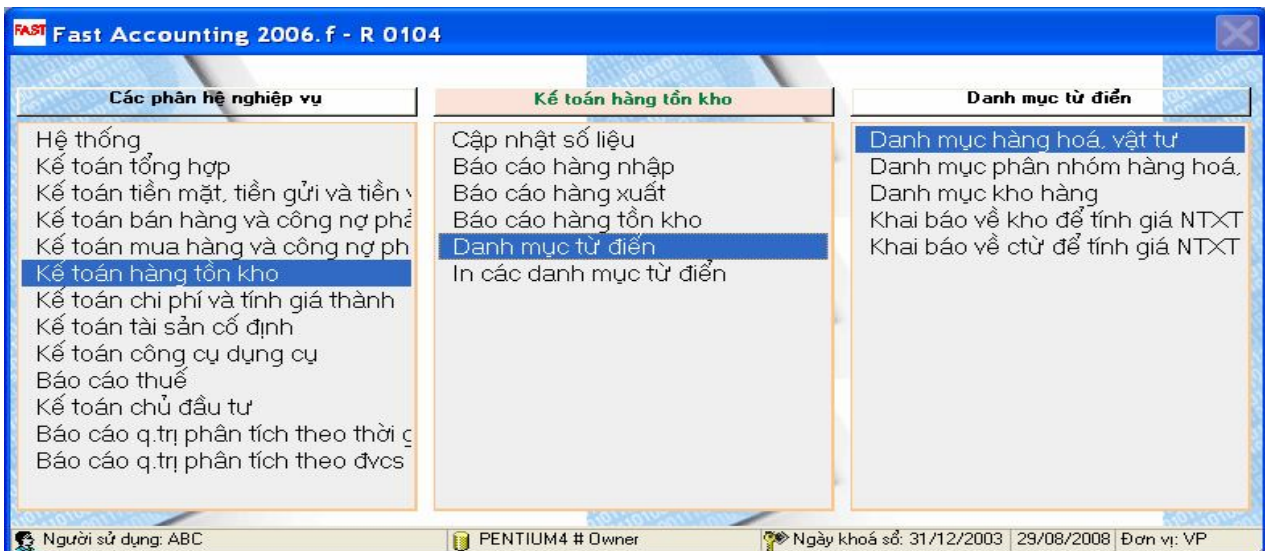 FAST Fast Accounting 2006.f - R 0104
Các phân hệ nghiệp vụ
Hệ thống
Kế toán tổng hợp
Kế toán tiền mặt, tiền gửi và tiền v
Kế toán bán hàng và công nợ phả
Kế toán mua hàng và công nợ ph
Kế toán hàng tồn kho
Kế toán chi phí và tính giá thành
Kế toán tài sản cố định
Kế toán công cụ dụng cụ
Báo cáo thuế
Kế toán chủ đầu tư
Báo cáo q.trị phân tích theo thời g
Báo cáo q.trị phân tích theo đvcs
Kế toán hàng tồn kho
Cập nhật số liệu
Báo cáo hàng nhập
Báo cáo hàng xuất
Báo cáo hàng tồn kho
Danh mục từ điển
In các danh mục từ điển
Danh mục từ điển
Danh mục hàng hoá, vật tư
Danh mục phân nhóm hàng hoá,
Danh mục kho hàng
Khai báo về kho để tính giá NTXT
Khai báo về ctừ để tính giá NTXT
Người sử dụng: ABC
PENTIUM4 # Owner
Ngày khoá sổ: 31/12/2003
29/08/2008
Đơn vị: VP